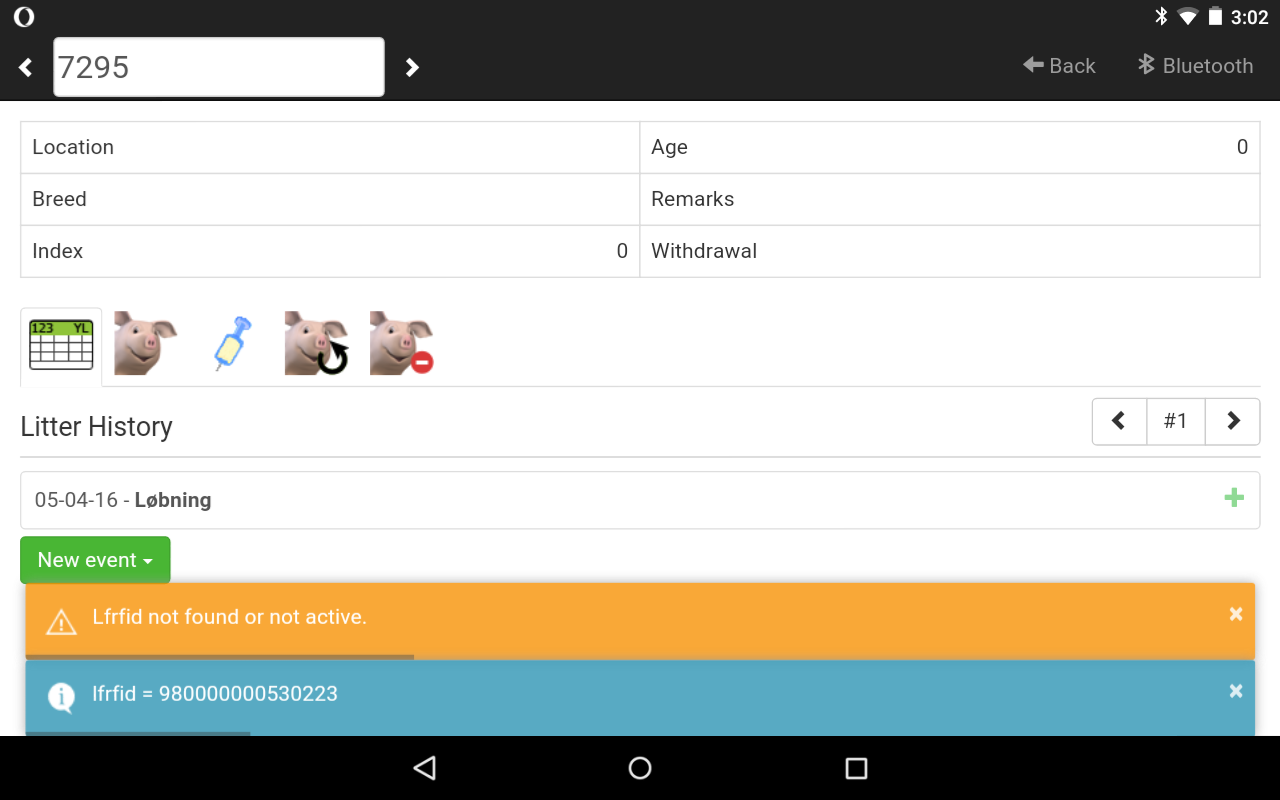 3:02
7295
Back
Bluetooth
Location
Age 0
Breed
Remarks
Index 0
Withdrawal
123 YL
Litter History
#1
05-04-16 - Løbning
New event
Lfrfid not found or not active.
lfrfid = 980000000530223